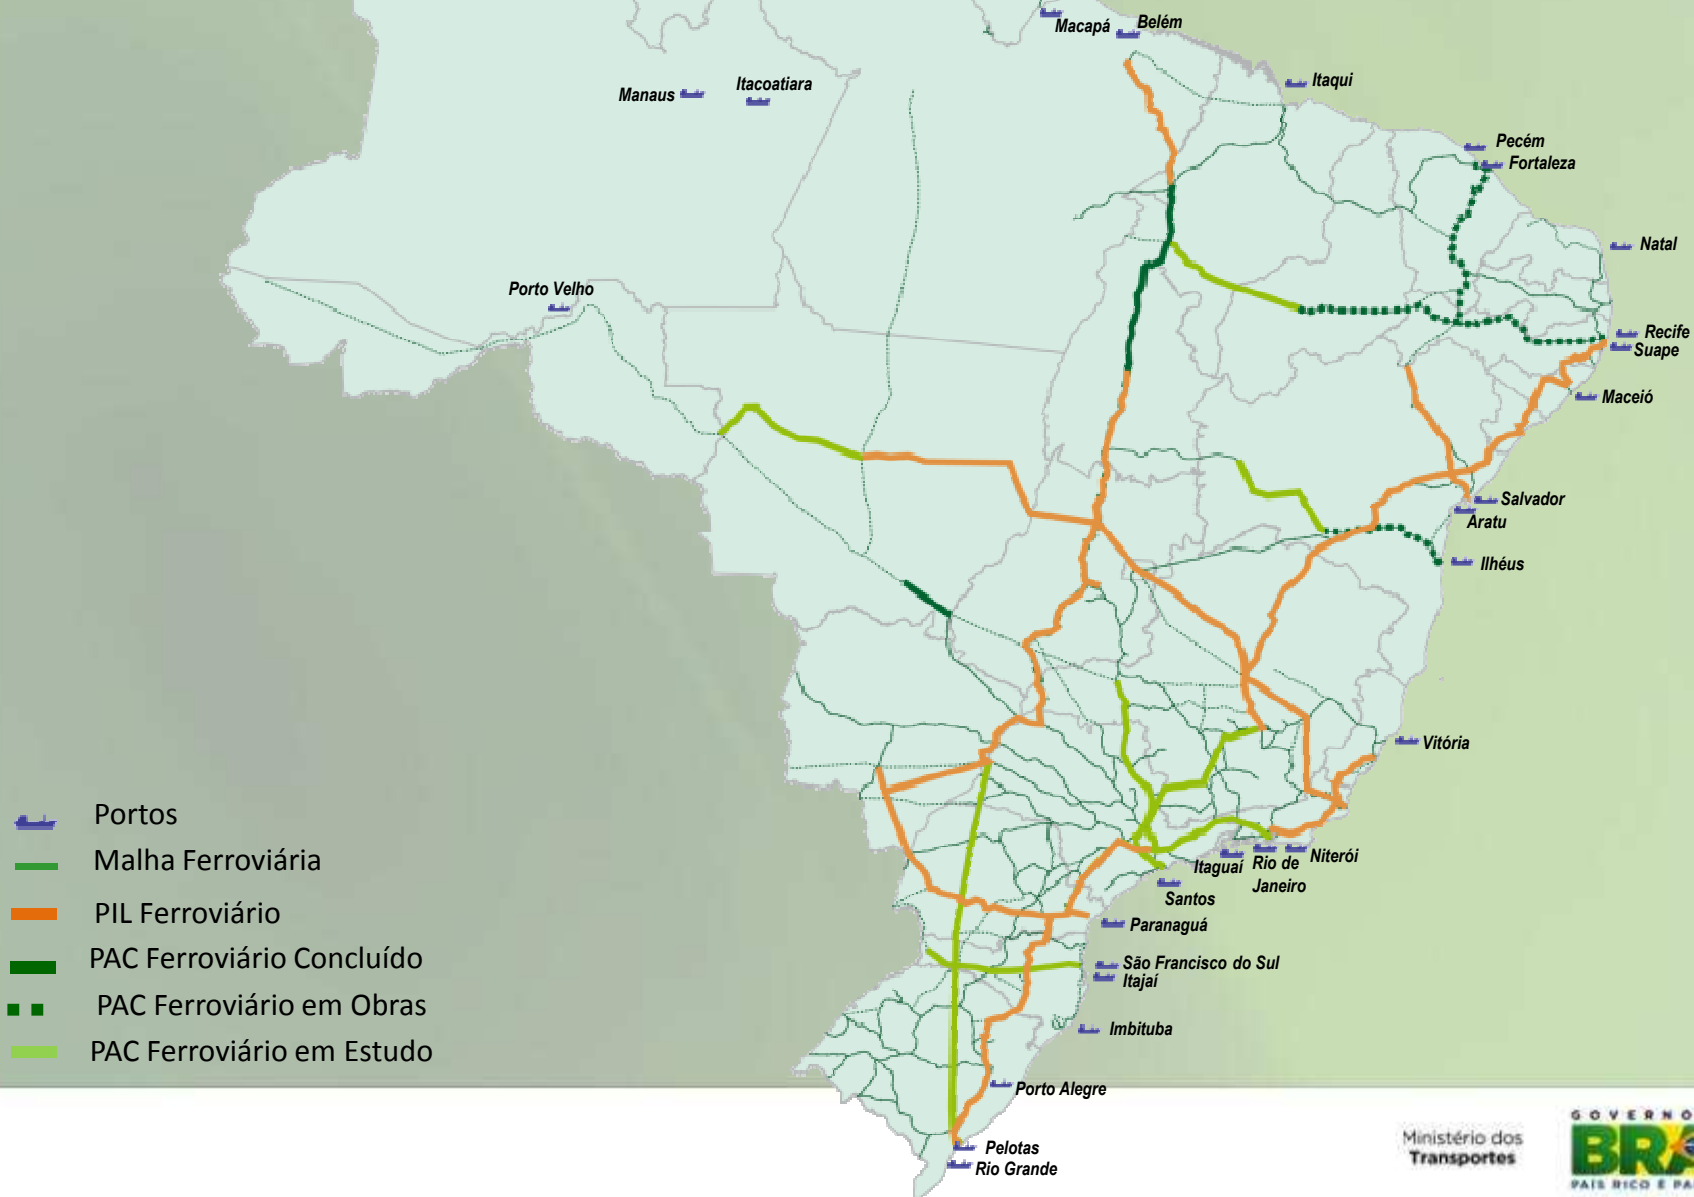 Macapá
Belém
Manaus
Itacoatiara
Itaqui
Pecém
Fortaleza
Natal
Porto Velho
Recife
Suape
Maceió
Salvador
Aratu
Ilhéus
Vitória
Itaguaí
Rio de
Janeiro
Niterói
Santos
Paranaguá
São Francisco do Sul
Itajaí
Imbituba
Porto Alegre
Pelotas
Rio Grande
Portos
Malha Ferroviária
PIL Ferroviário
PAC Ferroviário Concluído
PAC Ferroviário em Obras
PAC Ferroviário em Estudo
Ministério dos
Transportes
GOVERNO
BRA
PAÍS RICO É PA